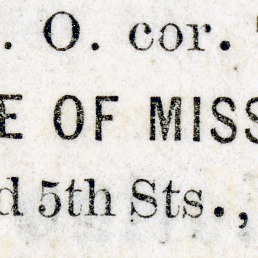 . O. cor.
E OF MISS
d 5th Sts.,